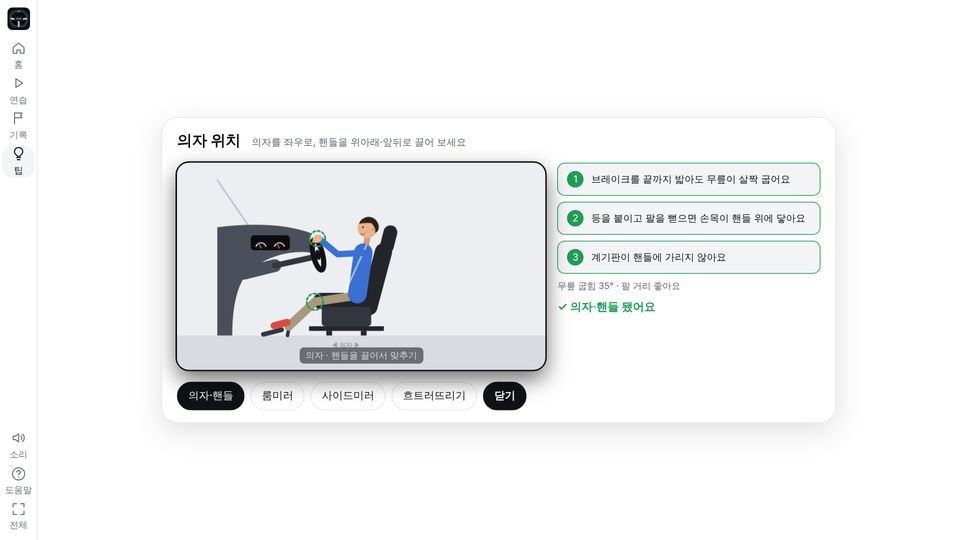 홈
연습
기록
팁
소리
도움말
전체
의자 위치
의자를 좌우로, 핸들을 위아래·앞뒤로 끌어 보세요
◀ 의자 ▶
의자 · 핸들을 끌어서 맞추기
1 브레이크를 끝까지 밟아도 무릎이 살짝 굽어요
2 등을 붙이고 팔을 뻗으면 손목이 핸들 위에 닿아요
3 계기판이 핸들에 가리지 않아요
무릎 굽힘 35° · 팔 거리 좋아요
✓ 의자·핸들 됐어요
의자·핸들
룸미러
사이드미러
흐트러뜨리기
닫기